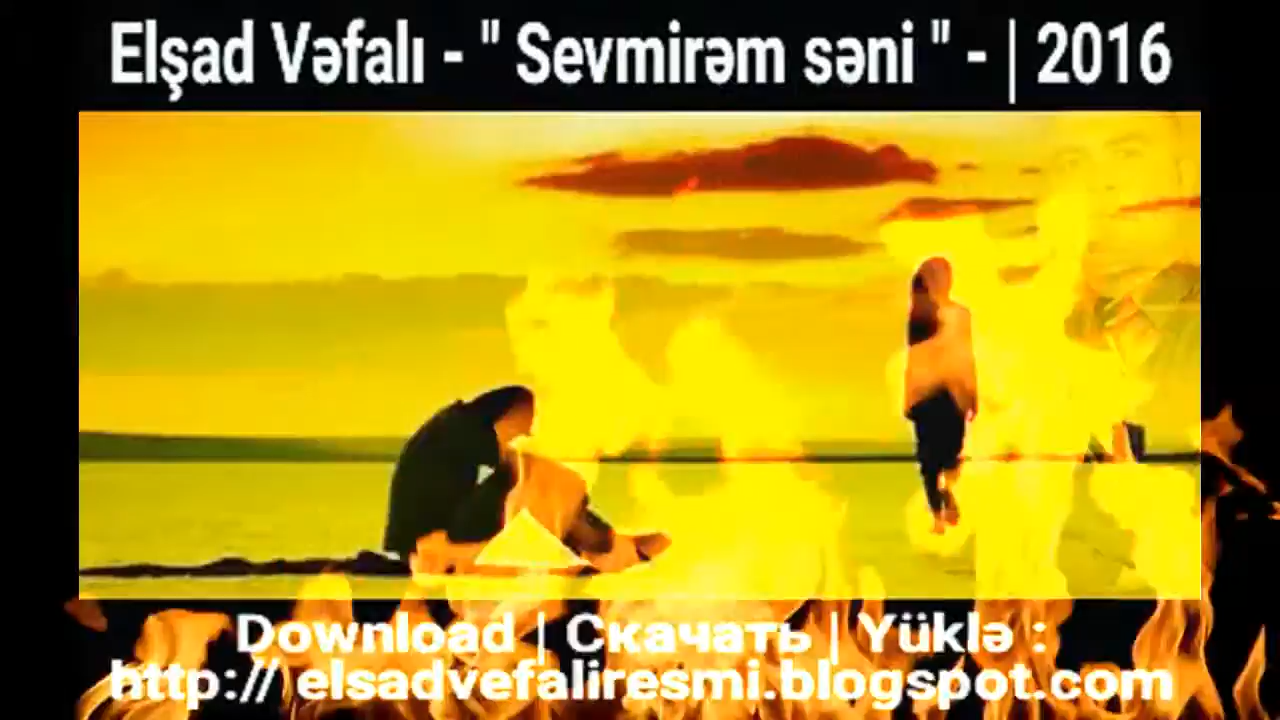 Elşad Vəfalı - " Sevmirəm səni " - | 2016
Download | Скачать | Yüklə :
http:// elsadvefaliresmi.blogspot.com